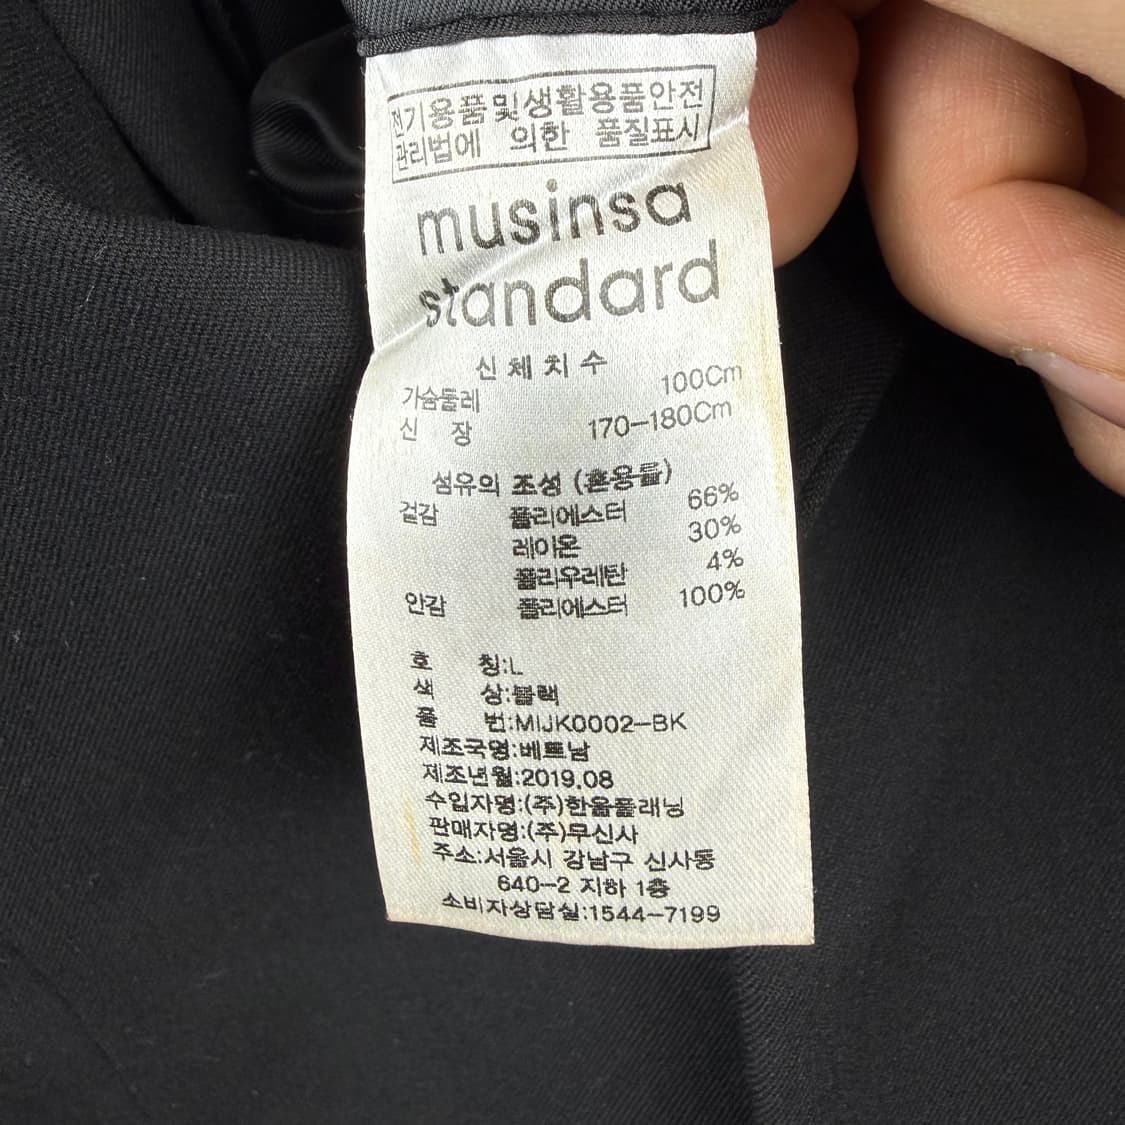 전기용품및생활용품안전
관리법에 의한 품질표시
musinsa
standard
신체치수
가슴둘레 100Cm
신 장 170-180Cm
섬유의 조성 (혼용률)
겉감 폴리에스터 66%
레이온 30%
폴리우레탄 4%
안감 폴리에스터 100%
호 칭:L
색 상:블랙
품 번:MIJK0002-BK
제조국명:베트남
제조년월:2019.08
수입자명:(주)한올플래닝
판매자명:(주)무신사
주소:서울시 강남구 신사동
640-2 지하 1층
소비자상담실:1544-7199